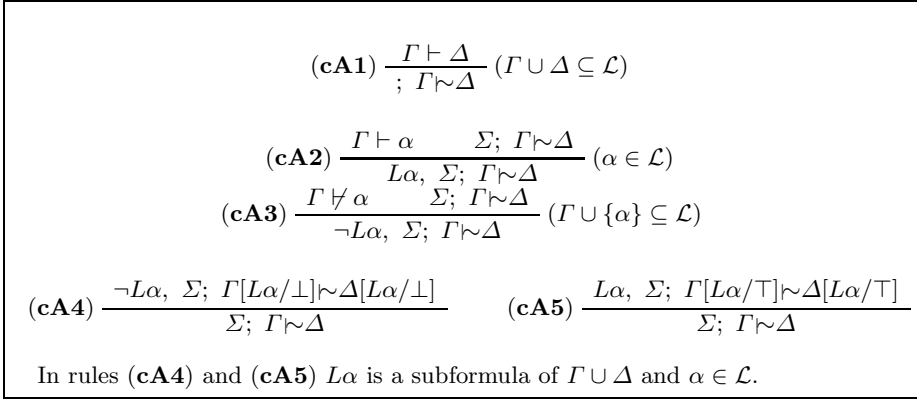 (cA1) Γ ⊢ Δ / ; Γ |∼ Δ (Γ ∪ Δ ⊆ ℒ)
(cA2) Γ ⊢ α Σ; Γ |∼ Δ / Lα, Σ; Γ |∼ Δ (α ∈ ℒ)
(cA3) Γ ⊬ α Σ; Γ |∼ Δ / ¬Lα, Σ; Γ |∼ Δ (Γ ∪ {α} ⊆ ℒ)
(cA4) ¬Lα, Σ; Γ[Lα/⊥] |∼ Δ[Lα/⊥] / Σ; Γ |∼ Δ (cA5) Lα, Σ; Γ[Lα/⊤] |∼ Δ[Lα/⊤] / Σ; Γ |∼ Δ
In rules (cA4) and (cA5) Lα is a subformula of Γ ∪ Δ and α ∈ ℒ.